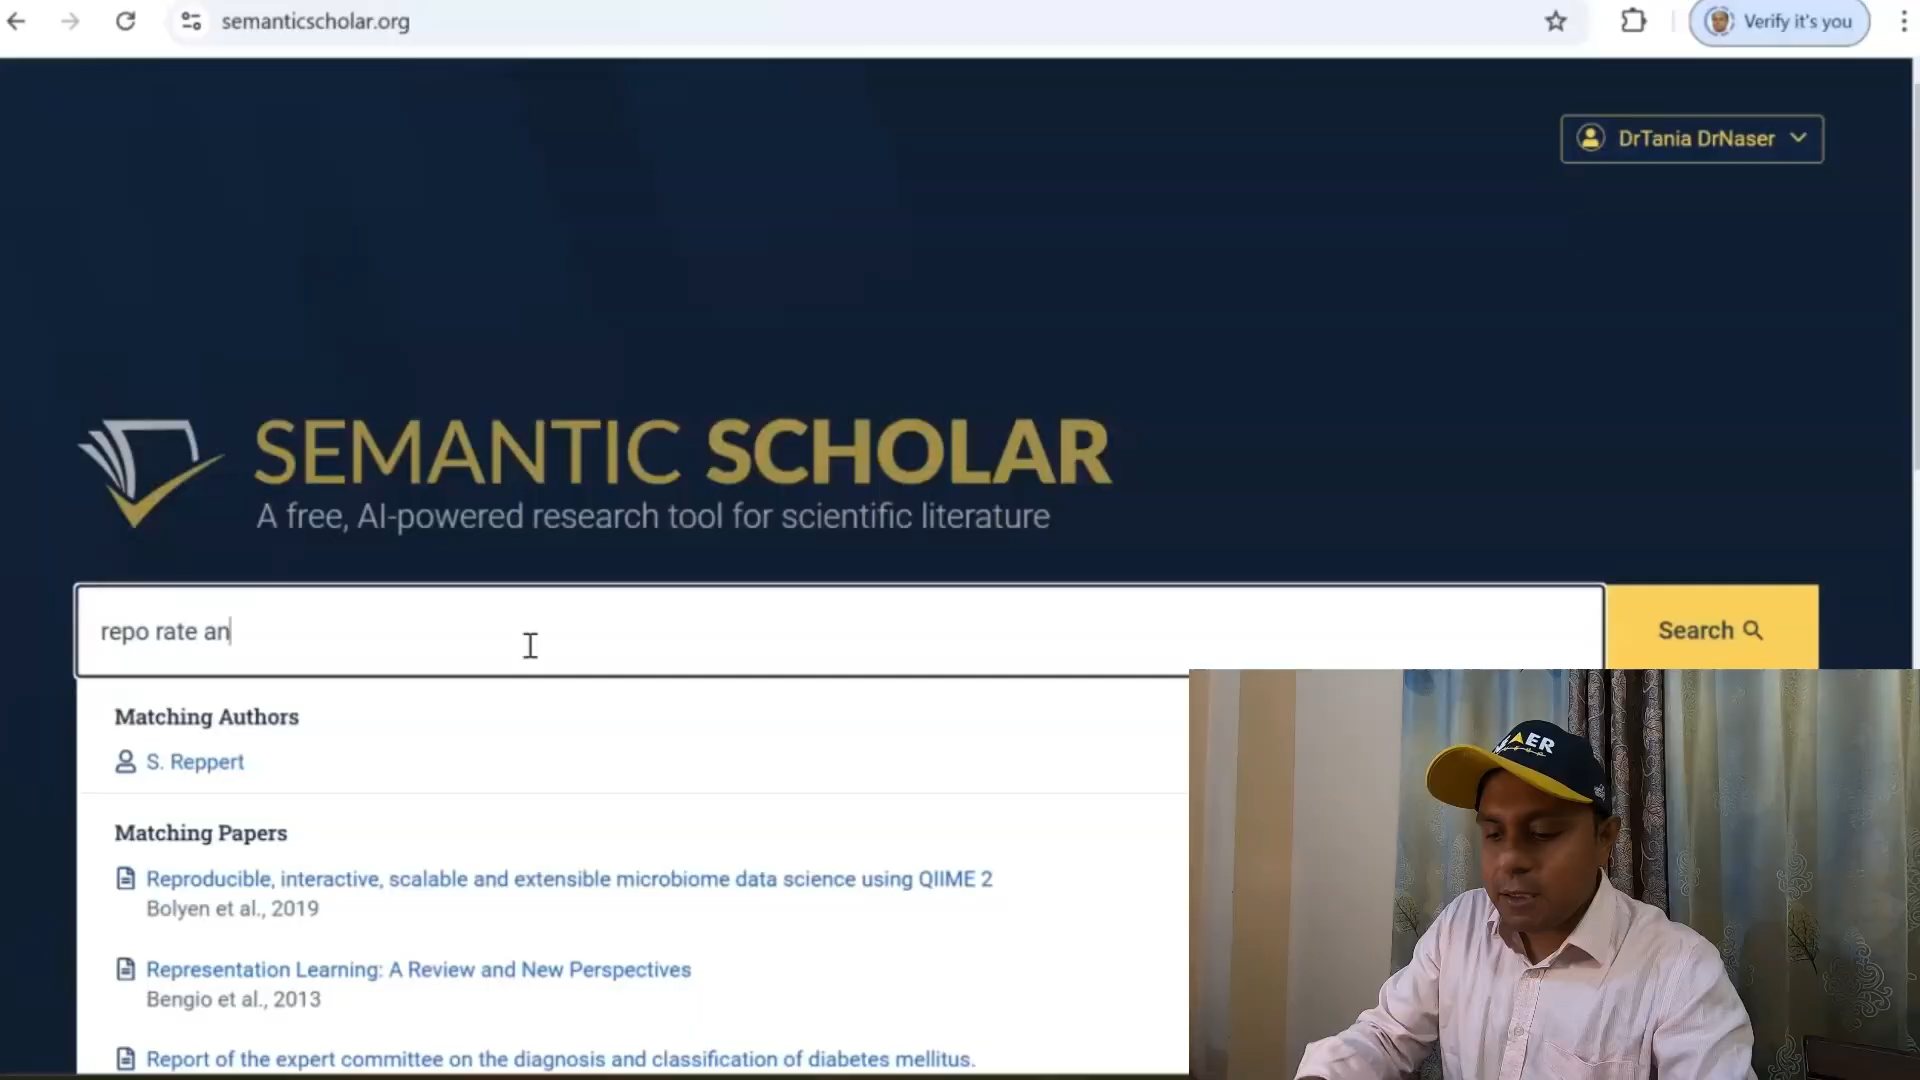 semanticscholar.org
Verify it's you
DrTania DrNaser
SEMANTIC SCHOLAR
A free, AI-powered research tool for scientific literature
repo rate an
Search
Matching Authors
S. Reppert
Matching Papers
Reproducible, interactive, scalable and extensible microbiome data science using QIIME 2
Bolyen et al., 2019
Representation Learning: A Review and New Perspectives
Bengio et al., 2013
Report of the expert committee on the diagnosis and classification of diabetes mellitus.